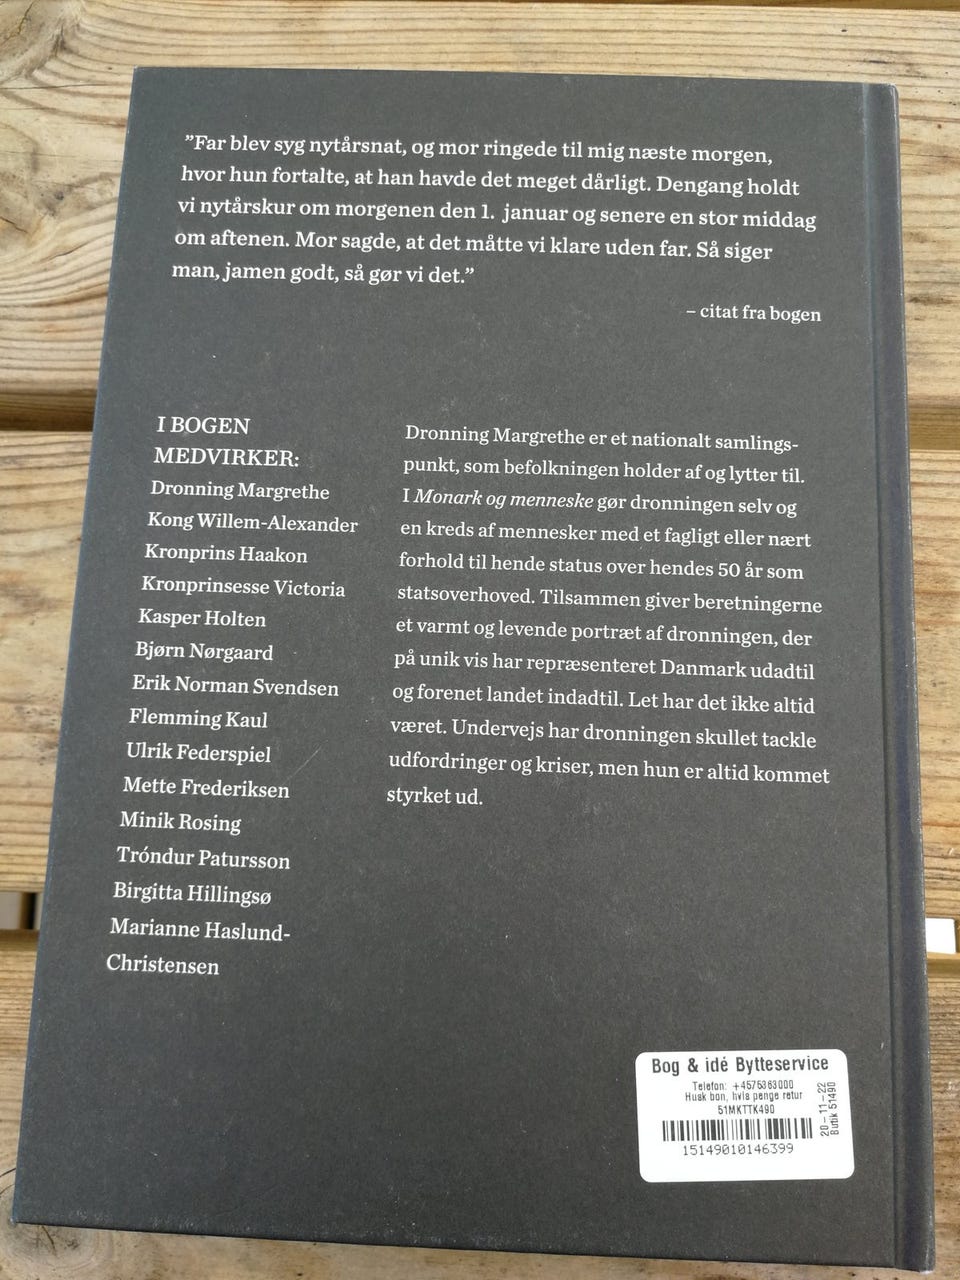 ”Far blev syg nytårsnat, og mor ringede til mig næste morgen,
hvor hun fortalte, at han havde det meget dårligt. Dengang holdt
vi nytårskur om morgenen den 1. januar og senere en stor middag
om aftenen. Mor sagde, at det måtte vi klare uden far. Så siger
man, jamen godt, så gør vi det.”
– citat fra bogen
I BOGEN
MEDVIRKER:
Dronning Margrethe
Kong Willem-Alexander
Kronprins Haakon
Kronprinsesse Victoria
Kasper Holten
Bjørn Nørgaard
Erik Norman Svendsen
Flemming Kaul
Ulrik Federspiel
Mette Frederiksen
Minik Rosing
Tróndur Patursson
Birgitta Hillingsø
Marianne Haslund-
Christensen
Dronning Margrethe er et nationalt samlings-
punkt, som befolkningen holder af og lytter til.
I Monark og menneske gør dronningen selv og
en kreds af mennesker med et fagligt eller nært
forhold til hende status over hendes 50 år som
statsoverhoved. Tilsammen giver beretningerne
et varmt og levende portræt af dronningen, der
på unik vis har repræsenteret Danmark udadtil
og forenet landet indadtil. Let har det ikke altid
været. Undervejs har dronningen skullet tackle
udfordringer og kriser, men hun er altid kommet
styrket ud.
Bog & idé Bytteservice
Telefon: +4575363000
Husk bon, hvis penge retur
51MKTTK490
15149010146399
20-11-22
Butik 51490